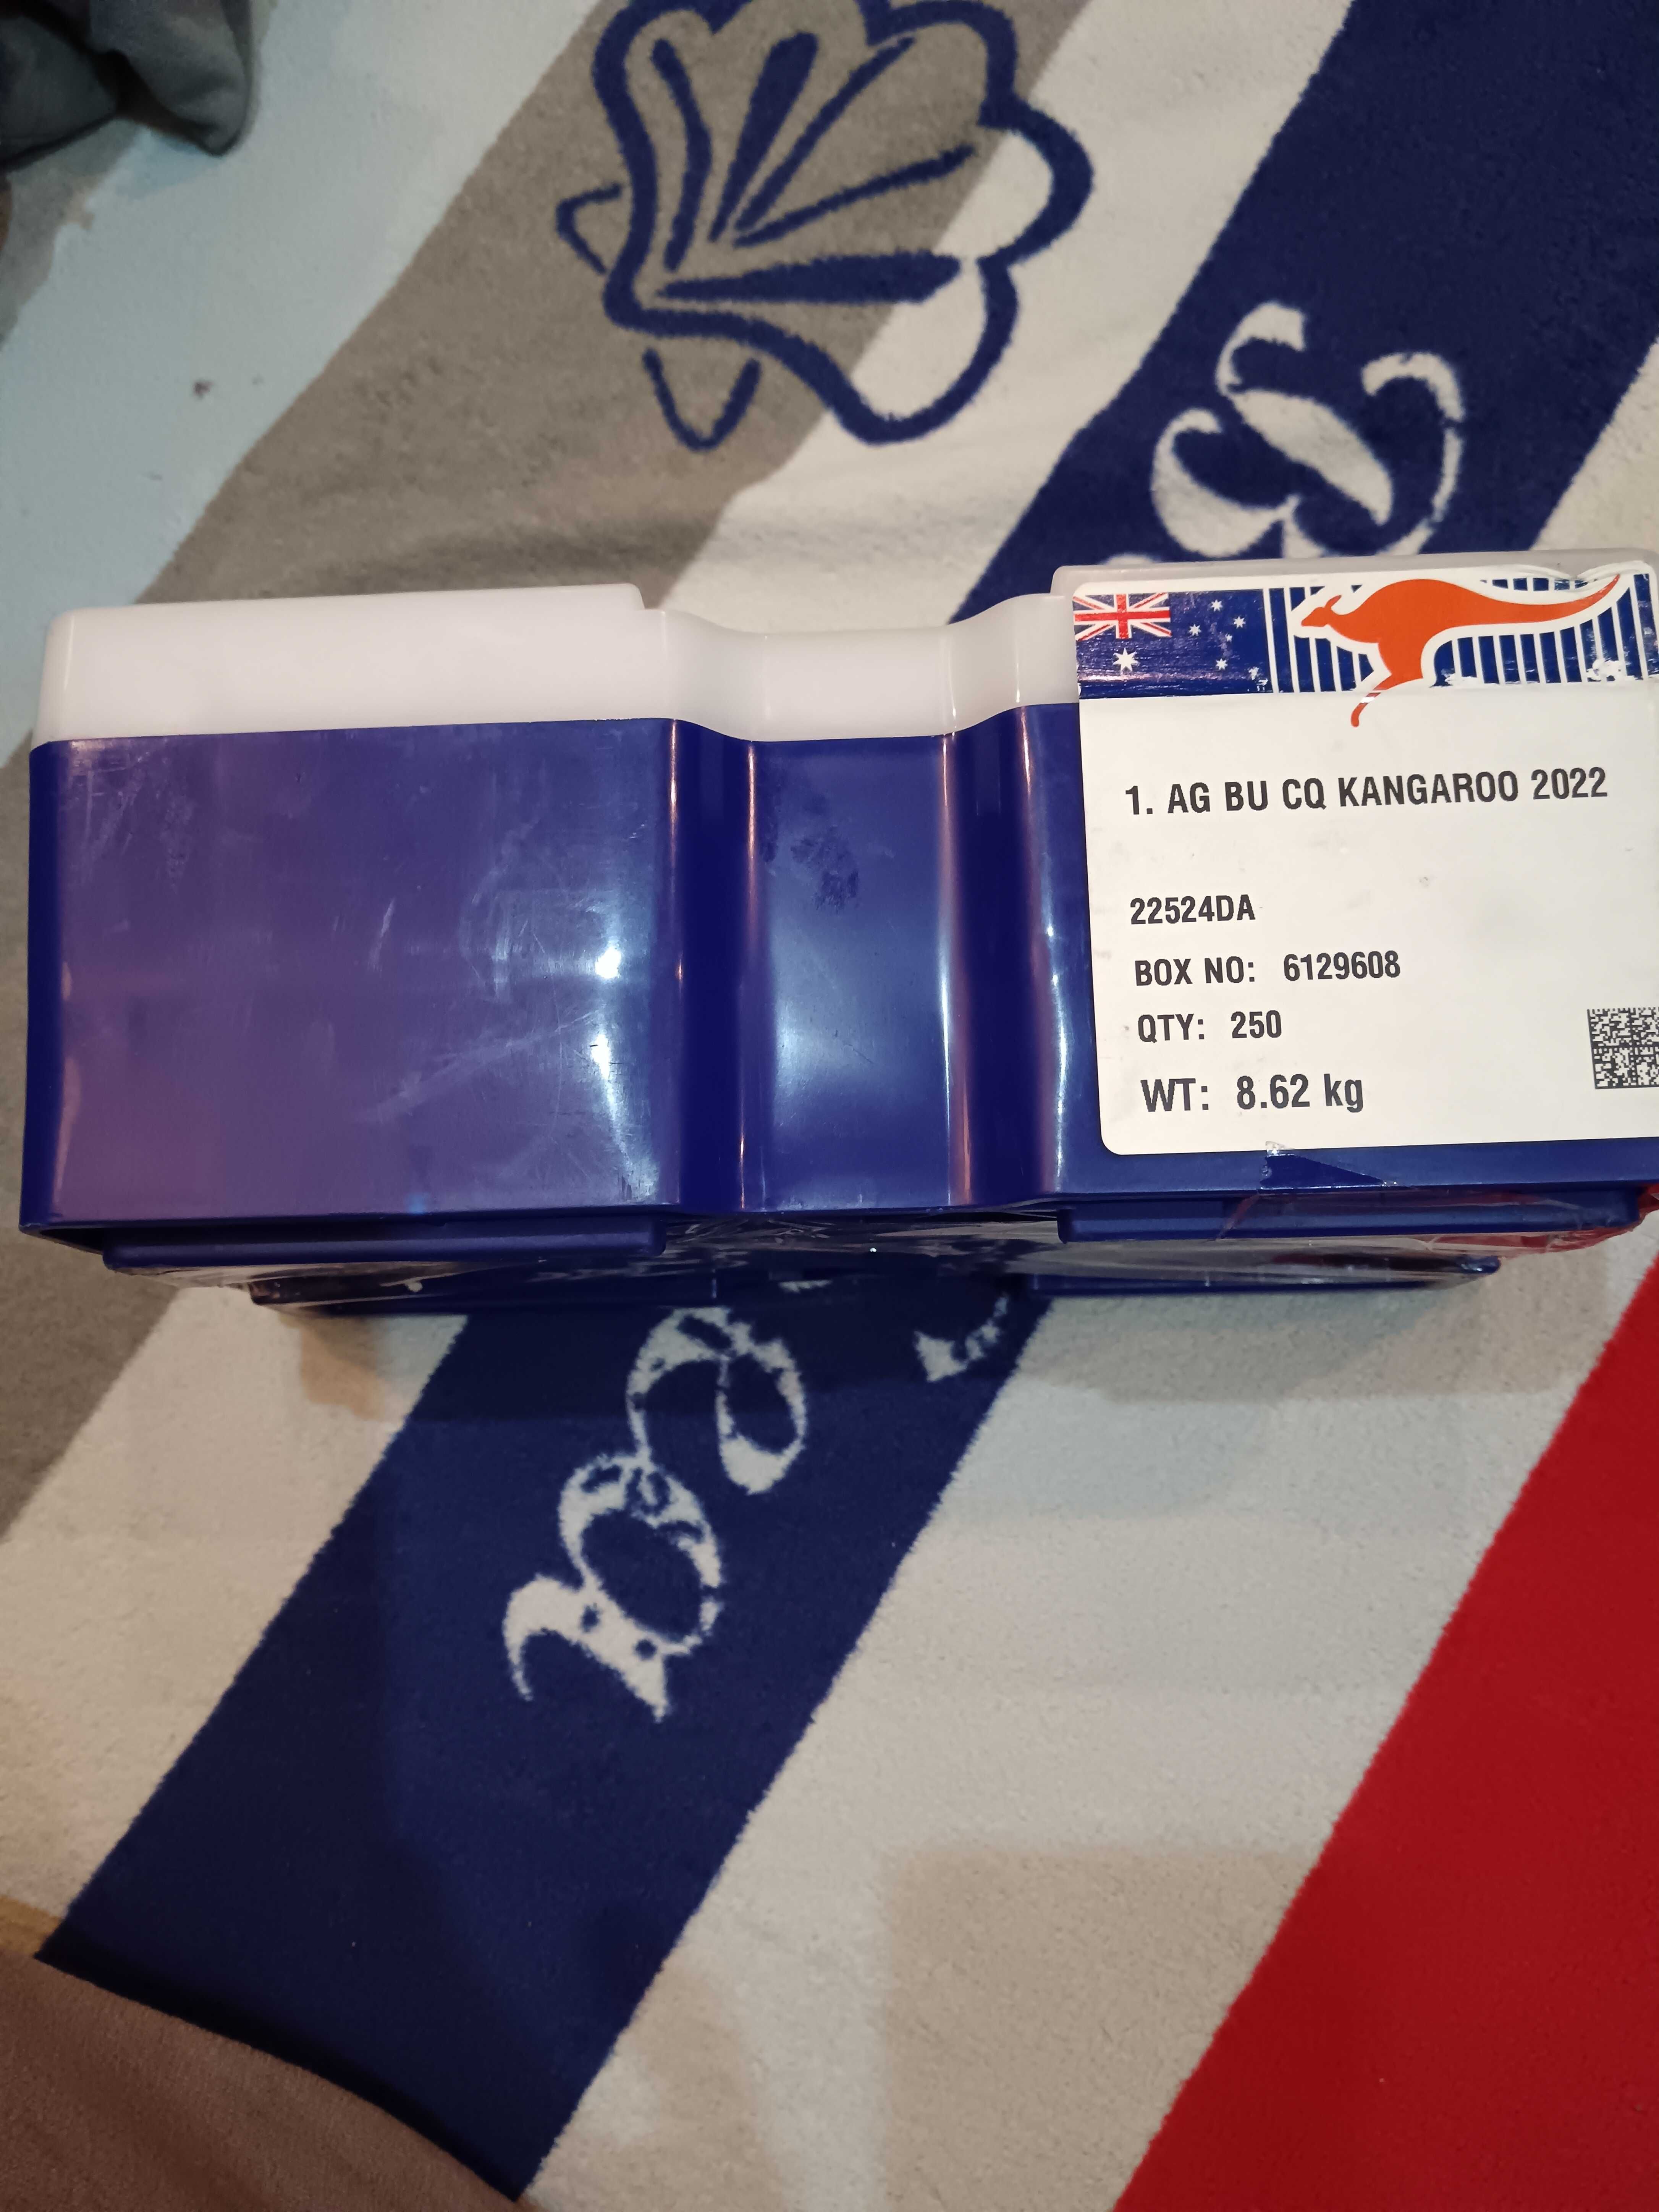 1. AG BU CQ KANGAROO 2022
22524DA
BOX NO: 6129608
QTY: 250
WT: 8.62 kg